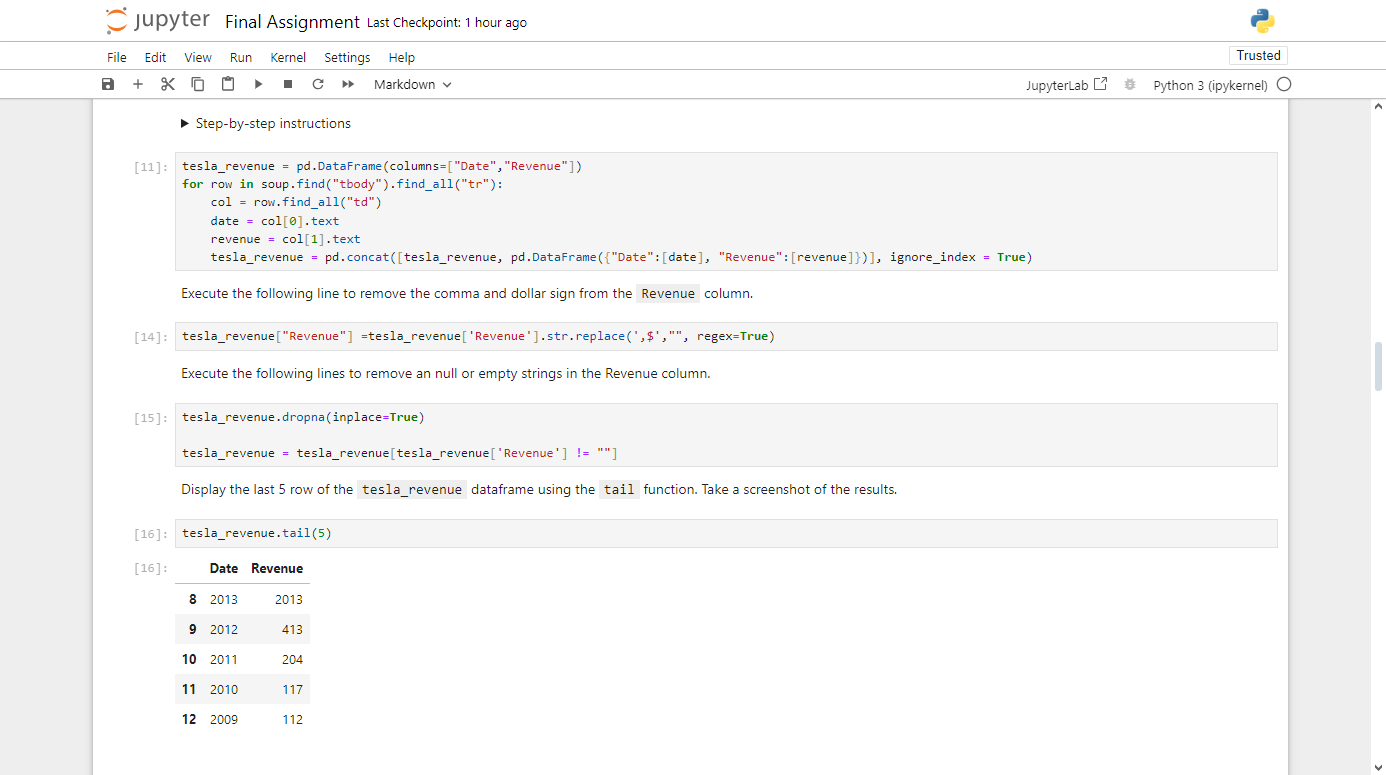 jupyter Final Assignment Last Checkpoint: 1 hour ago
File Edit View Run Kernel Settings Help Trusted
Markdown JupyterLab Python 3 (ipykernel)
Step-by-step instructions
[11]: tesla_revenue = pd.DataFrame(columns=["Date","Revenue"])
for row in soup.find("tbody").find_all("tr"):
    col = row.find_all("td")
    date = col[0].text
    revenue = col[1].text
    tesla_revenue = pd.concat([tesla_revenue, pd.DataFrame({"Date":[date], "Revenue":[revenue]})], ignore_index = True)
Execute the following line to remove the comma and dollar sign from the Revenue column.
[14]: tesla_revenue["Revenue"] =tesla_revenue['Revenue'].str.replace(',$',"", regex=True)
Execute the following lines to remove an null or empty strings in the Revenue column.
[15]: tesla_revenue.dropna(inplace=True)
tesla_revenue = tesla_revenue[tesla_revenue['Revenue'] != ""]
Display the last 5 row of the tesla_revenue dataframe using the tail function. Take a screenshot of the results.
[16]: tesla_revenue.tail(5)
[16]: Date Revenue
8 2013 2013
9 2012 413
10 2011 204
11 2010 117
12 2009 112